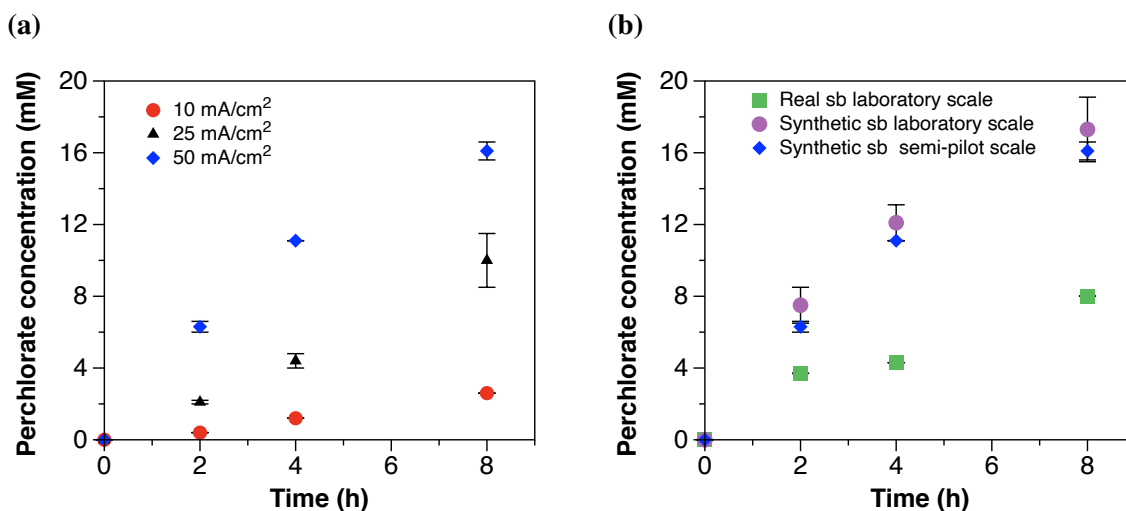 (a)
(b)
Perchlorate concentration (mM)
20
16
12
8
4
0
10 mA/cm²
25 mA/cm²
50 mA/cm²
0 2 4 6 8
Time (h)
Perchlorate concentration (mM)
20
16
12
8
4
0
Real sb laboratory scale
Synthetic sb laboratory scale
Synthetic sb semi-pilot scale
0 2 4 6 8
Time (h)